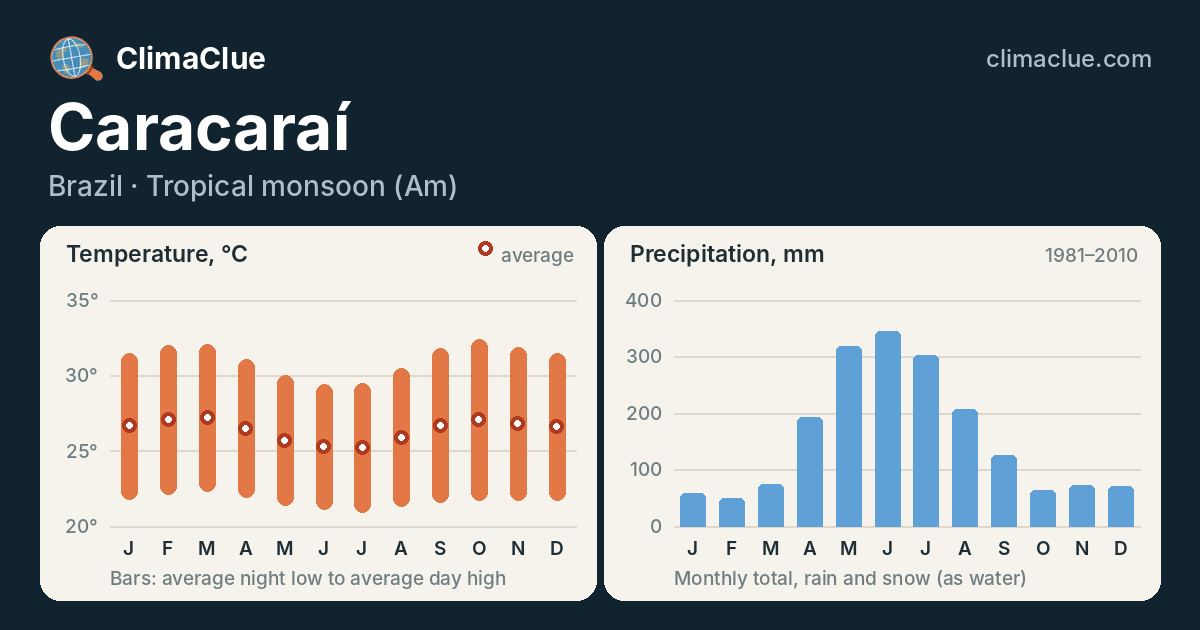 ClimaClue
climaclue.com
Caracaraí
Brazil · Tropical monsoon (Am)
Temperature, °C
average
35°
30°
25°
20°
J F M A M J J A S O N D
Bars: average night low to average day high
Precipitation, mm
1981–2010
400
300
200
100
0
J F M A M J J A S O N D
Monthly total, rain and snow (as water)